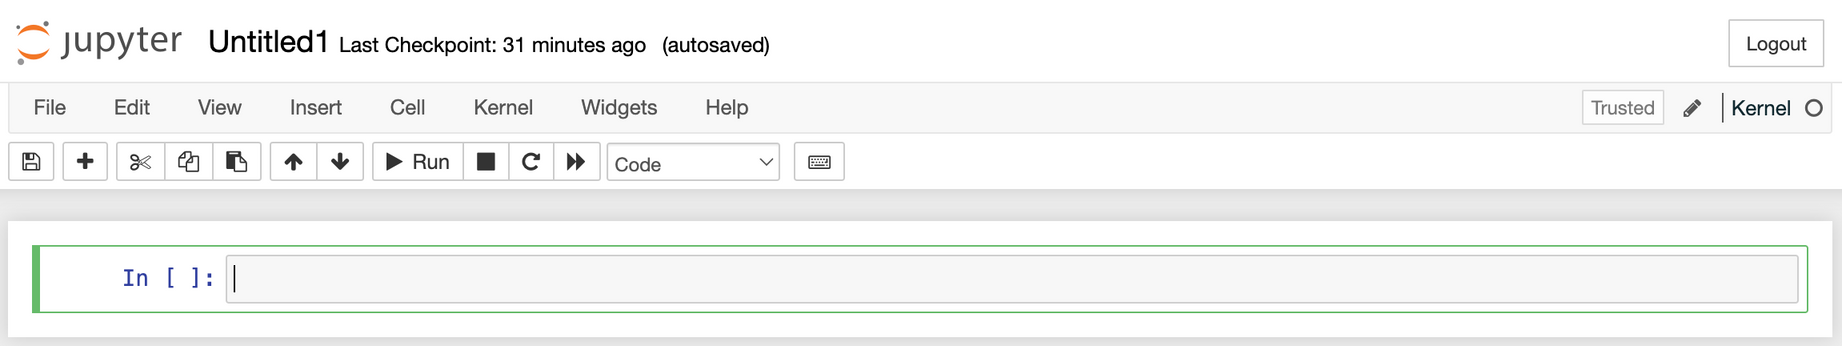 jupyter Untitled1 Last Checkpoint: 31 minutes ago (autosaved) Logout
File Edit View Insert Cell Kernel Widgets Help Trusted Kernel
Run Code
In [ ]: